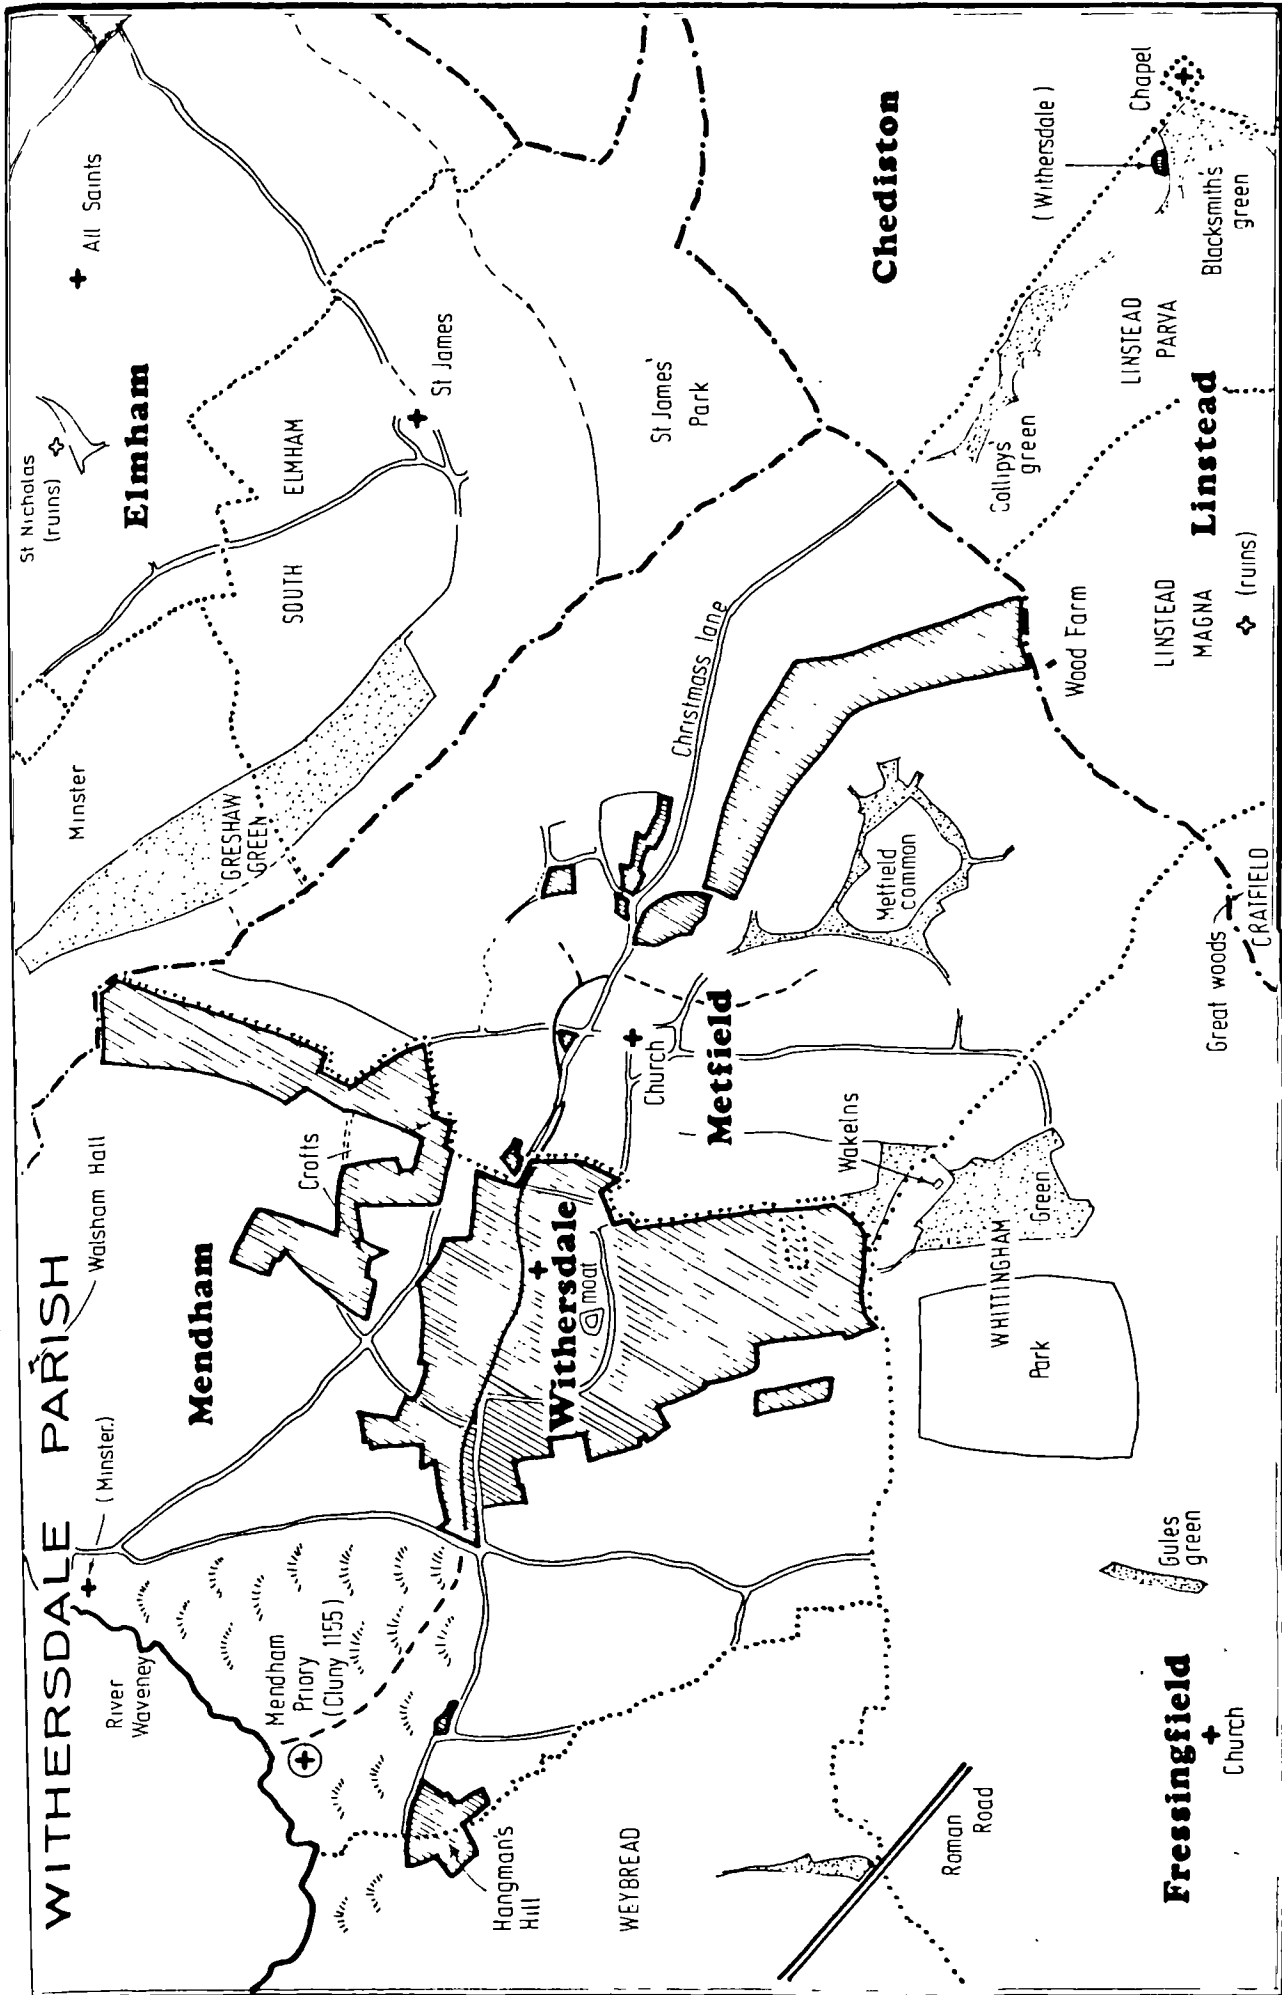 WITHERSDALE PARISH
(Minster.)
Walsham Hall
River
Waveney
Mendham
Priory
(Cluny 1155)
Mendham
Crofts
Hangman's
Hill
WEYBREAD
Withersdale
moat
Roman
Road
Fressingfield
Church
Gules
green
WHITTINGHAM
Green
Park
Wakelns
Metfield
Church
Metfield
common
Great woods
CRATFIELD
Minster
GRESHAW
GREEN
St Nicholas
(ruins)
Elmham
All Saints
SOUTH ELMHAM
St James
St James'
Park
Christmass lane
Wood Farm
Chediston
(Withersdale)
Chapel
Blacksmith's
green
Collipys
green
LINSTEAD
PARVA
Linstead
LINSTEAD
MAGNA
(ruins)